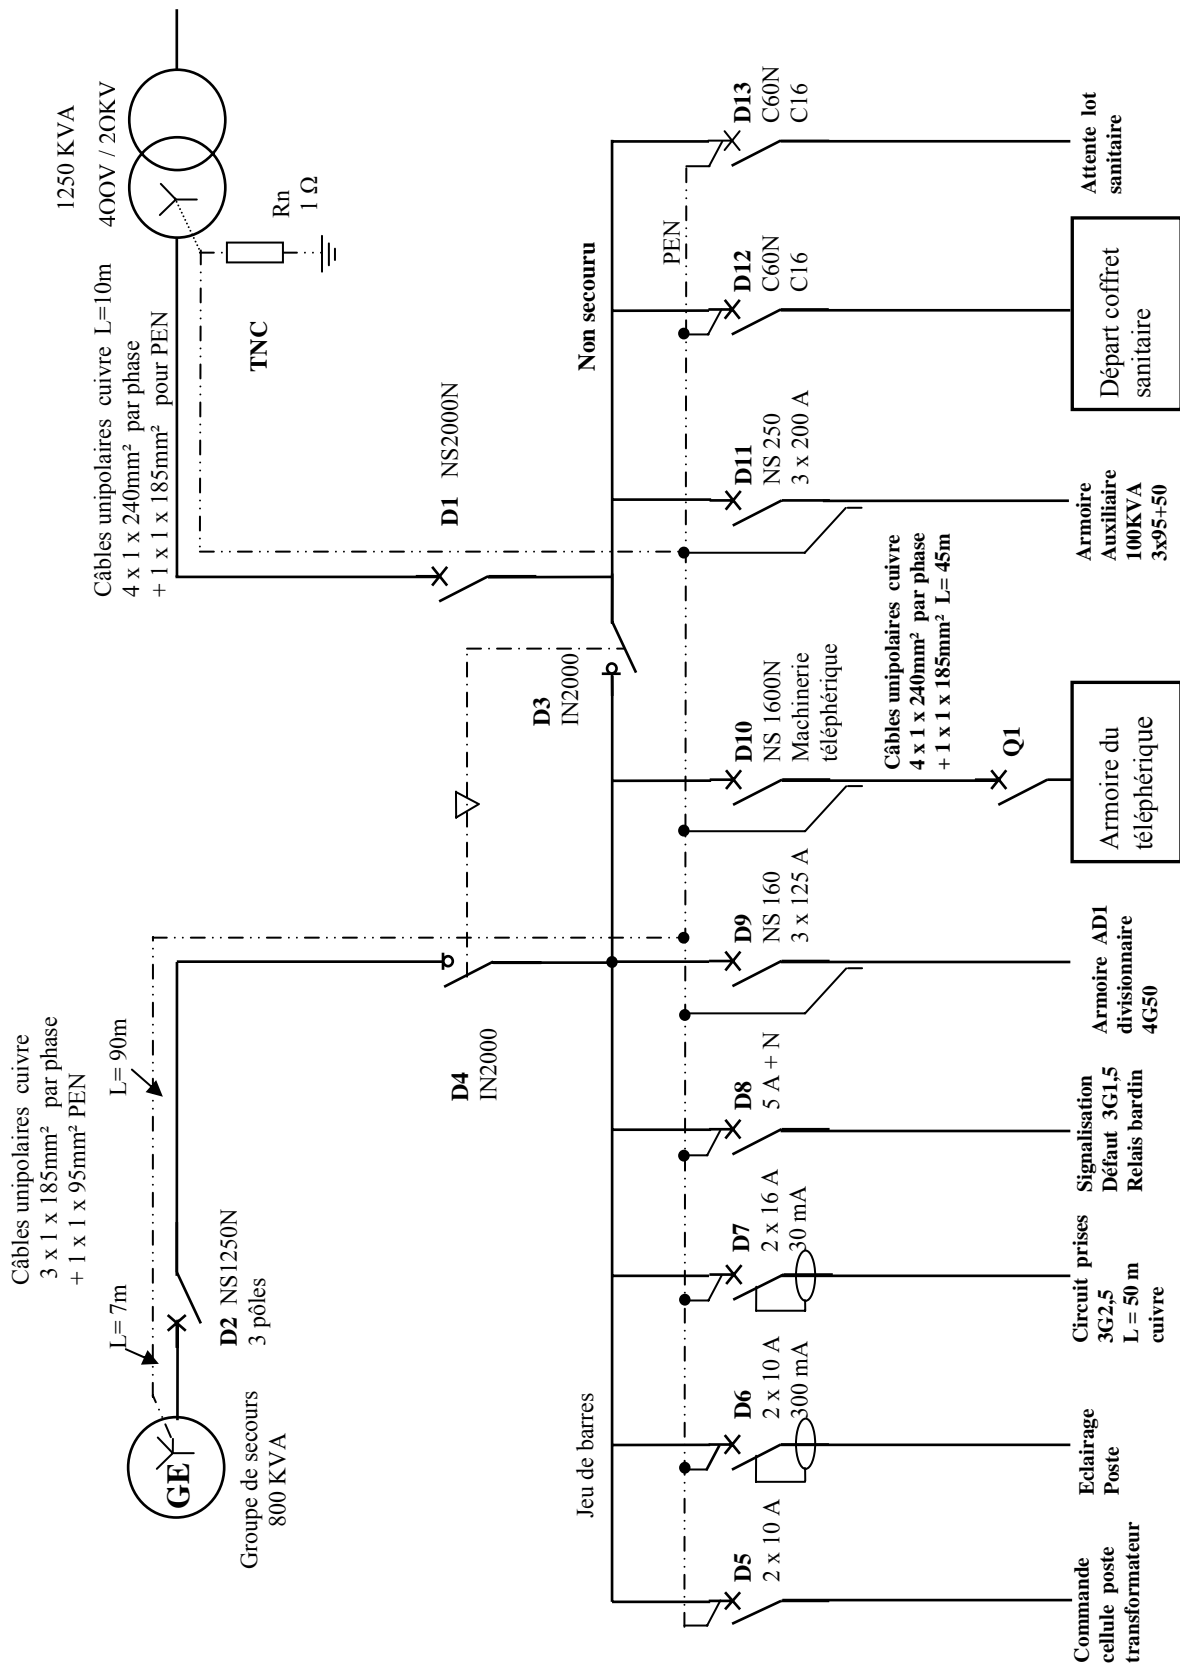 Câbles unipolaires cuivre
3 x 1 x 185mm² par phase
+ 1 x 1 x 95mm² PEN
L= 7m
L= 90m
GE
Groupe de secours
800 KVA
D2 NS1250N
3 pôles
D4
IN2000
D3
IN2000
Câbles unipolaires cuivre L=10m
4 x 1 x 240mm² par phase
+ 1 x 1 x 185mm² pour PEN
1250 KVA
4OOV / 2OKV
Rn
1 Ω
TNC
D1 NS2000N
Jeu de barres
Non secouru
PEN
D5
2 x 10 A
Commande
cellule poste
transformateur
D6
2 x 10 A
300 mA
Eclairage
Poste
D7
2 x 16 A
30 mA
Circuit prises
3G2,5
L = 50 m
cuivre
D8
5 A + N
Signalisation
Défaut 3G1,5
Relais bardin
D9
NS 160
3 x 125 A
Armoire AD1
divisionnaire
4G50
D10
NS 1600N
Machinerie
téléphérique
Câbles unipolaires cuivre
4 x 1 x 240mm² par phase
+ 1 x 1 x 185mm² L= 45m
Q1
Armoire du
téléphérique
D11
NS 250
3 x 200 A
Armoire
Auxiliaire
100KVA
3x95+50
D12
C60N
C16
Départ coffret
sanitaire
D13
C60N
C16
Attente lot
sanitaire